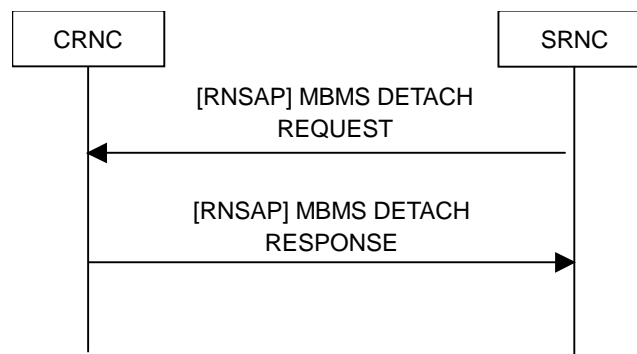 CRNC
SRNC
[RNSAP] MBMS DETACH
REQUEST
[RNSAP] MBMS DETACH
RESPONSE